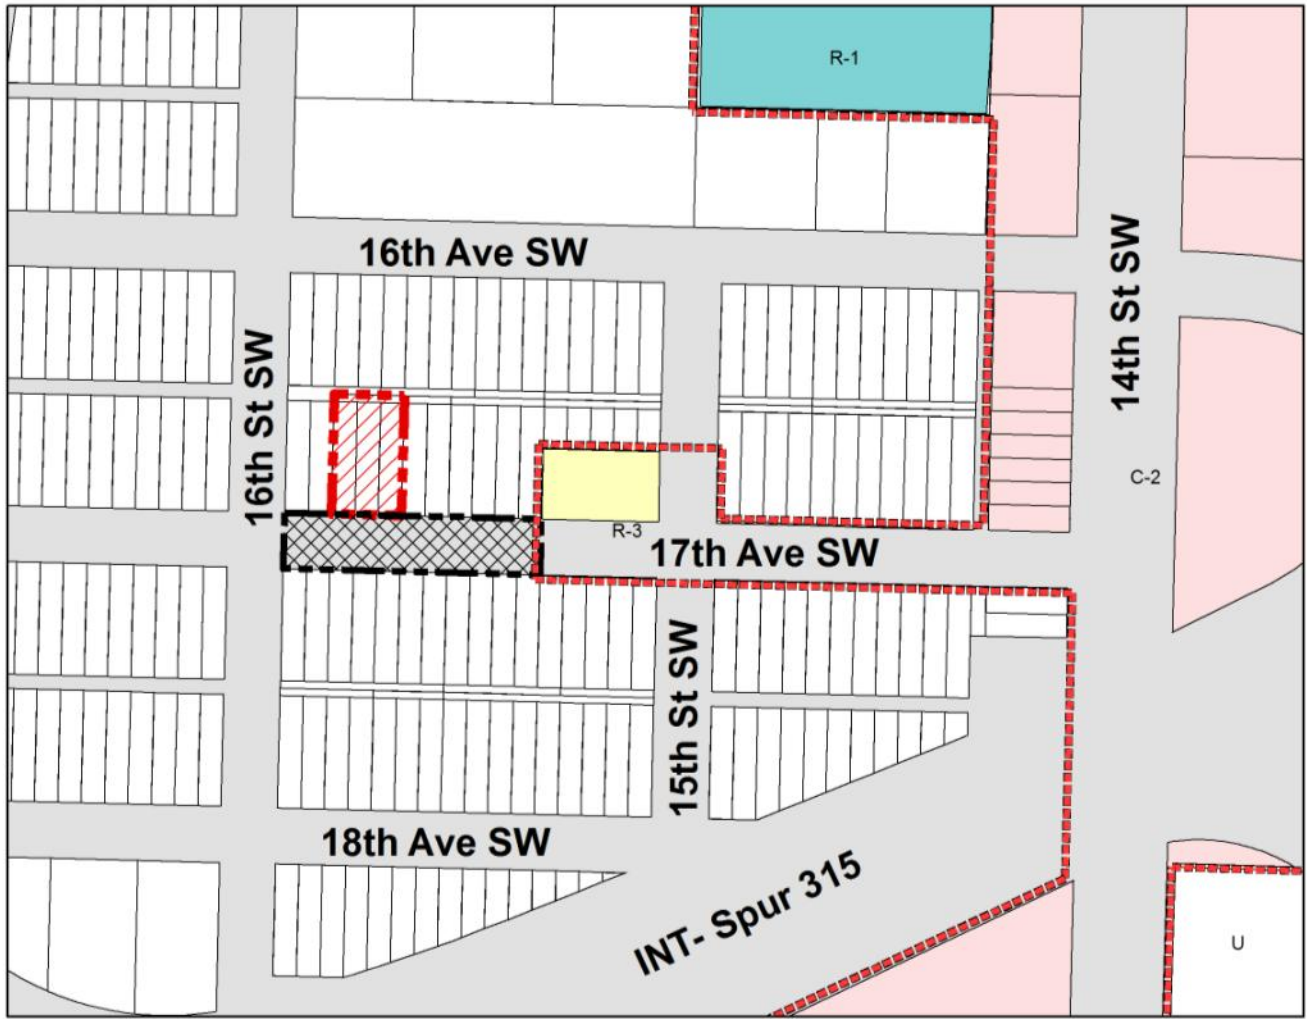 R-1
16th Ave SW
14th St SW
16th St SW
C-2
R-3
17th Ave SW
15th St SW
18th Ave SW
INT- Spur 315
U